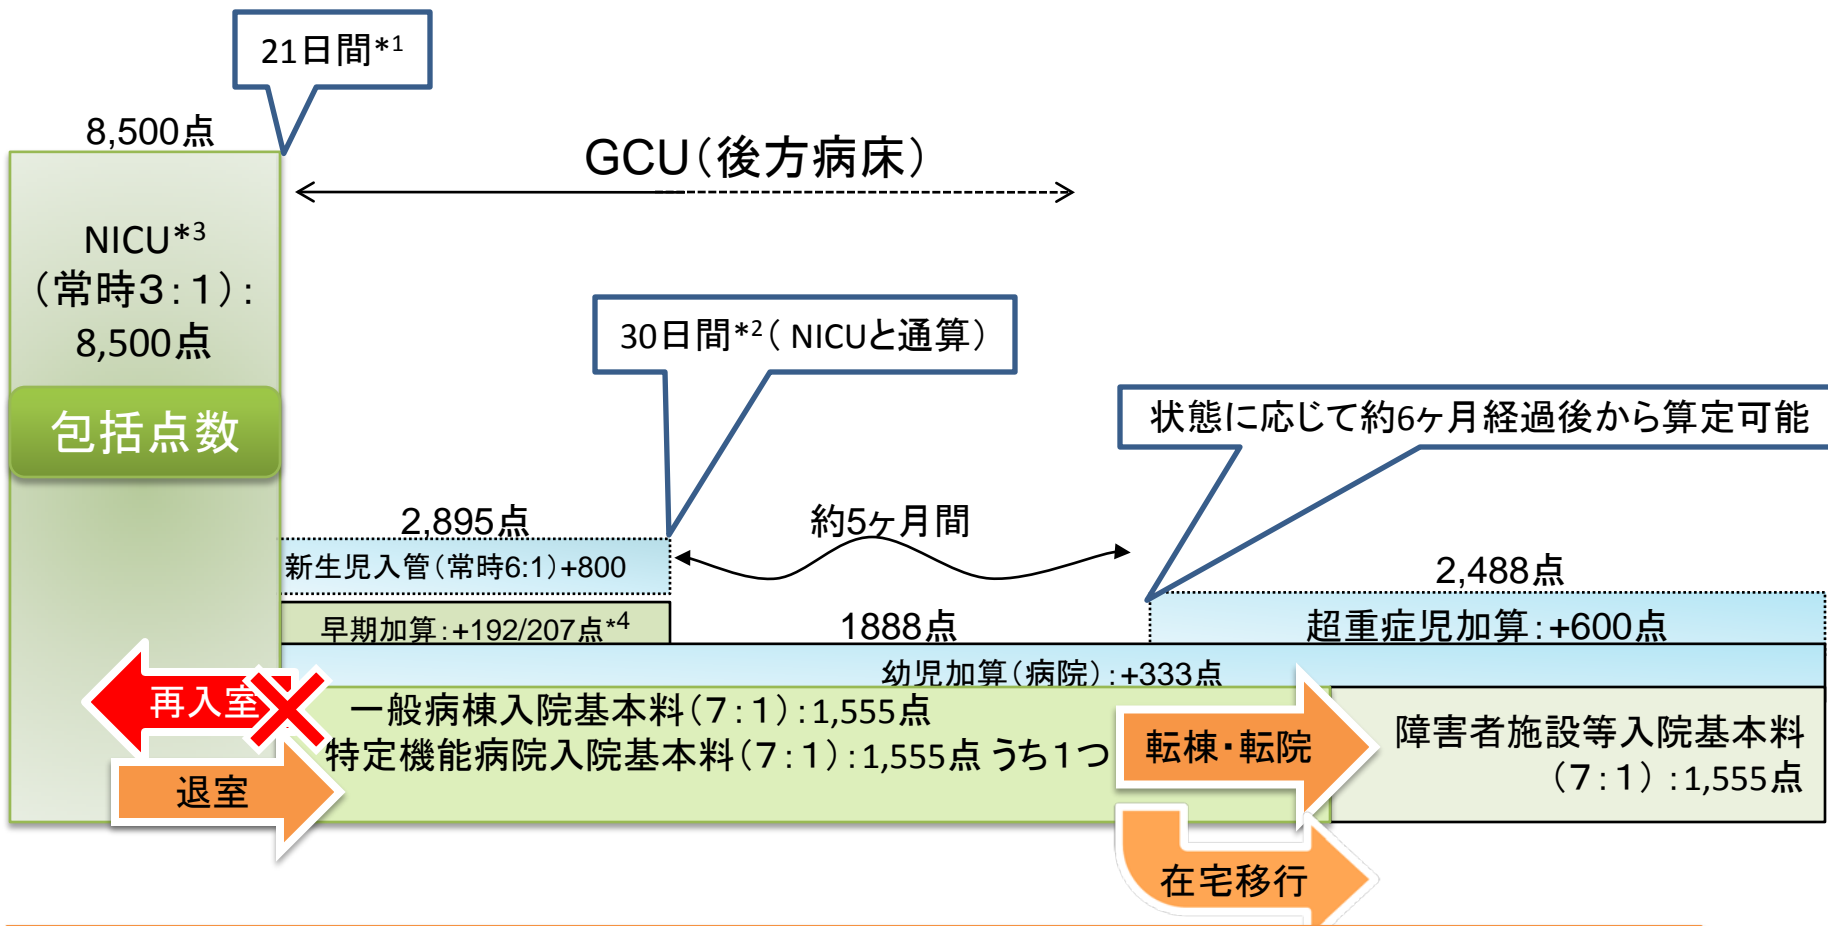 21日間*1
8,500点
GCU（後方病床）
NICU*3
（常時３：１）：
8,500点
包括点数
30日間*2（ NICUと通算）
状態に応じて約6ヶ月経過後から算定可能
2,895点
約5ヶ月間
新生児入管（常時6:1）+800
2,488点
早期加算：+192/207点*4
1888点
超重症児加算：+600点
幼児加算（病院）：+333点
再入室
一般病棟入院基本料（７：１）：1,555点
特定機能病院入院基本料（７：１）：1,555点 うち１つ
転棟・転院
障害者施設等入院基本料
（７：１）：1,555点
退室
在宅移行